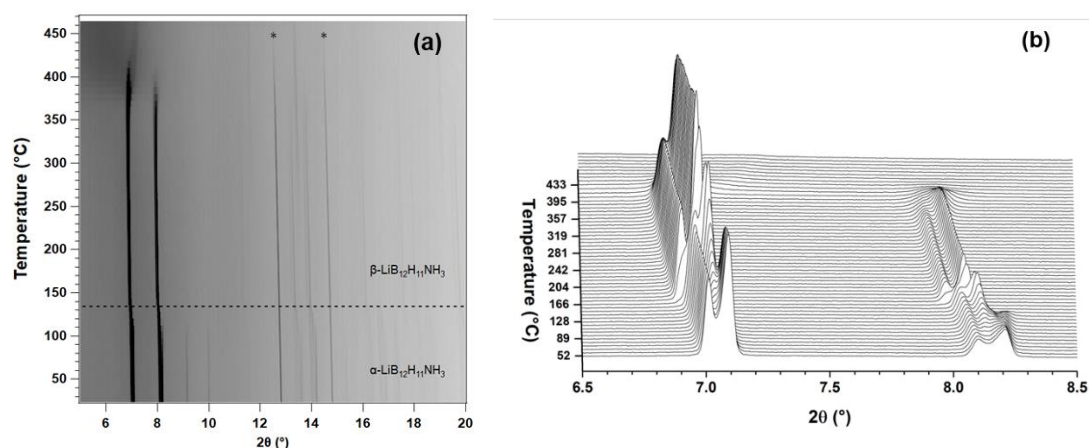 (a)
450
400
350
300
250
200
150
100
50
Temperature (°C)
* *
β-LiB₁₂H₁₁NH₃
α-LiB₁₂H₁₁NH₃
6 8 10 12 14 16 18 20
2θ (°)
(b)
433
395
357
319
281
242
204
166
128
89
52
Temperature (°C)
6.5 7.0 7.5 8.0 8.5
2θ (°)